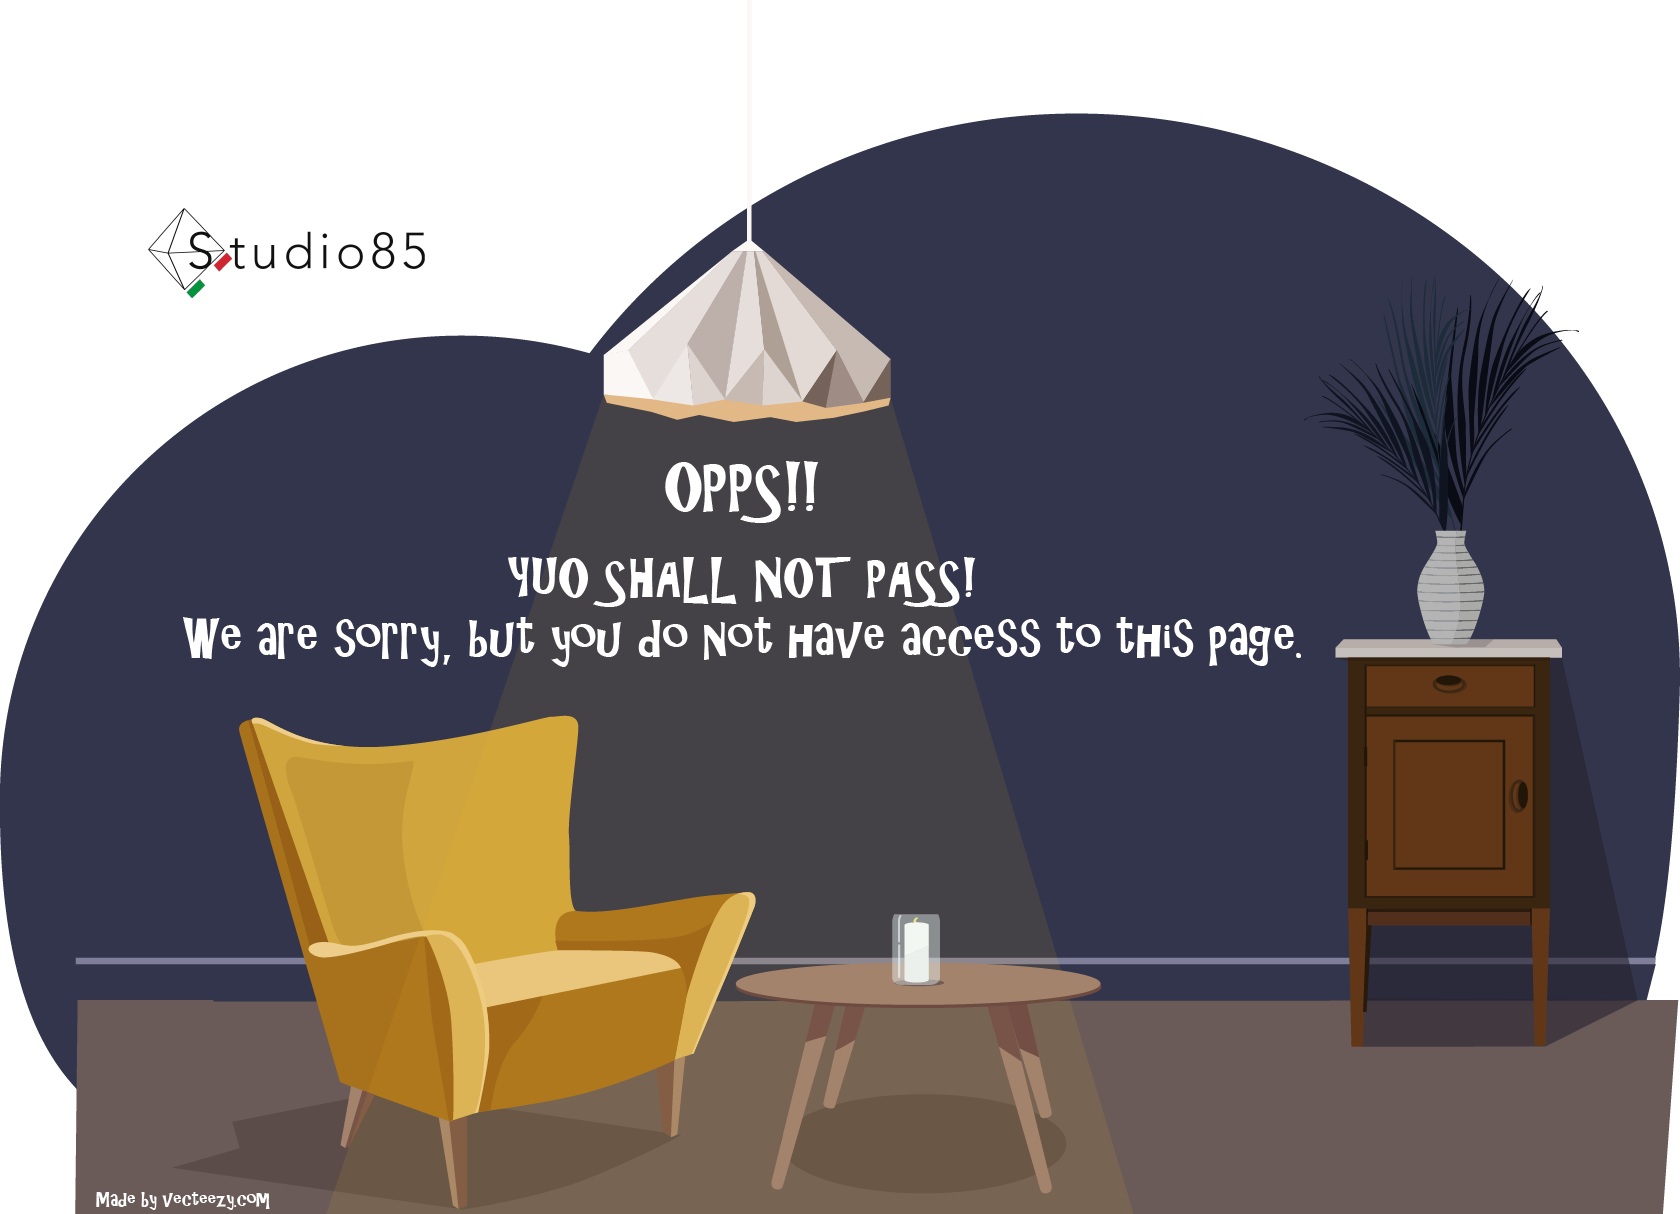 Studio85
OPPS!!
YUO SHALL NOT PASS!
We are sorry, but you do not have access to this page.
Made by Vecteezy.com